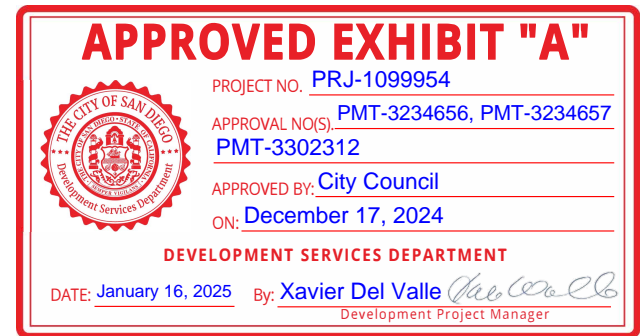 APPROVED EXHIBIT "A"
PROJECT NO. PRJ-1099954
APPROVAL NO(S). PMT-3234656, PMT-3234657
PMT-3302312
THE CITY OF SAN DIEGO
Development Services Department
APPROVED BY: City Council
ON: December 17, 2024
DEVELOPMENT SERVICES DEPARTMENT
DATE: January 16, 2025 By: Xavier Del Valle
Development Project Manager